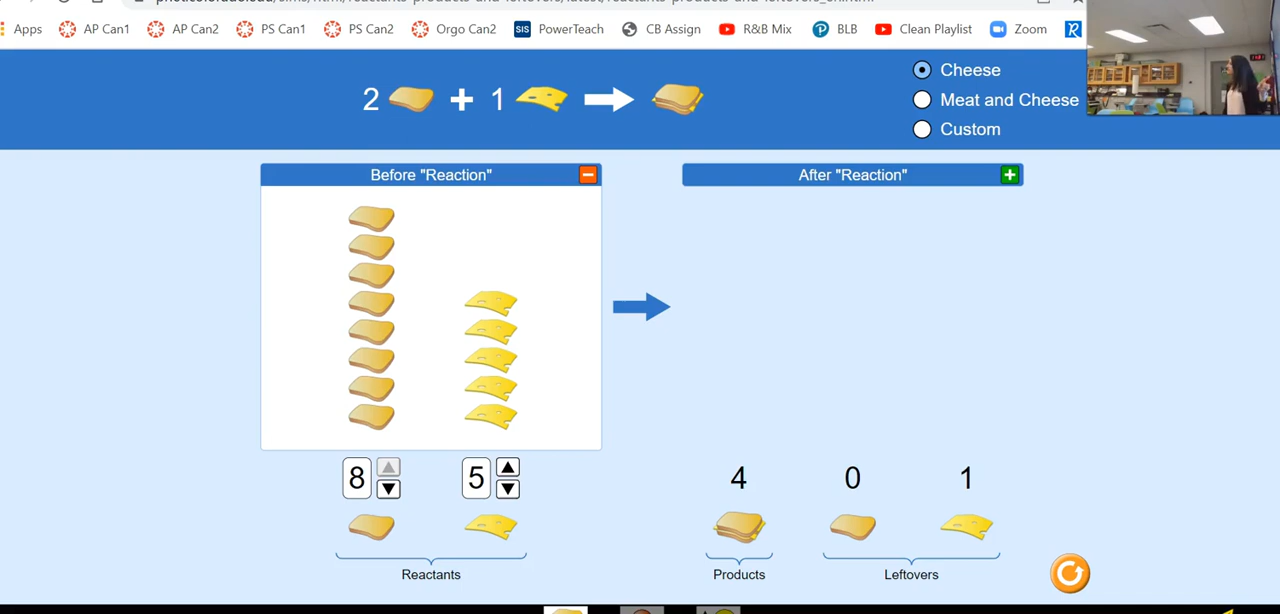 Apps AP Can1 AP Can2 PS Can1 PS Can2 Orgo Can2 SIS PowerTeach CB Assign R&B Mix BLB Clean Playlist Zoom
2 + 1
Cheese
Meat and Cheese
Custom
Before "Reaction"
After "Reaction"
8 5
4 0 1
Reactants
Products
Leftovers